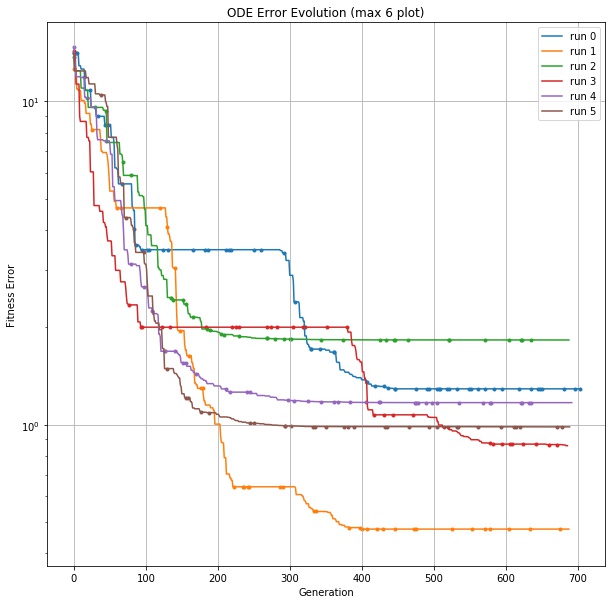 ODE Error Evolution (max 6 plot)
run 0
run 1
run 2
run 3
run 4
run 5
10¹
10⁰
Fitness Error
0 100 200 300 400 500 600 700
Generation